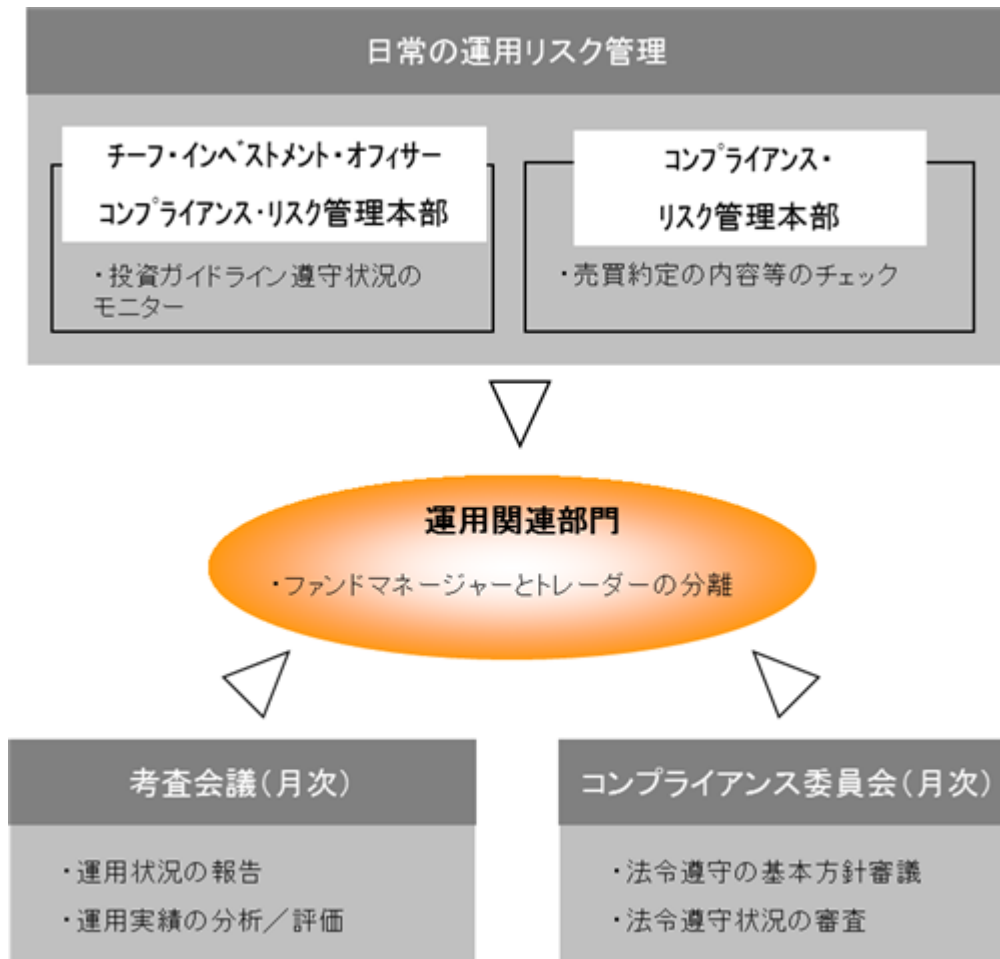 日常の運用リスク管理
チーフ・インベストメント・オフィサー
コンプライアンス・リスク管理本部
・投資ガイドライン遵守状況の
モニター
コンプライアンス・
リスク管理本部
・売買約定の内容等のチェック
運用関連部門
・ファンドマネージャーとトレーダーの分離
考査会議(月次)
・運用状況の報告
・運用実績の分析／評価
コンプライアンス委員会(月次)
・法令遵守の基本方針審議
・法令遵守状況の審査